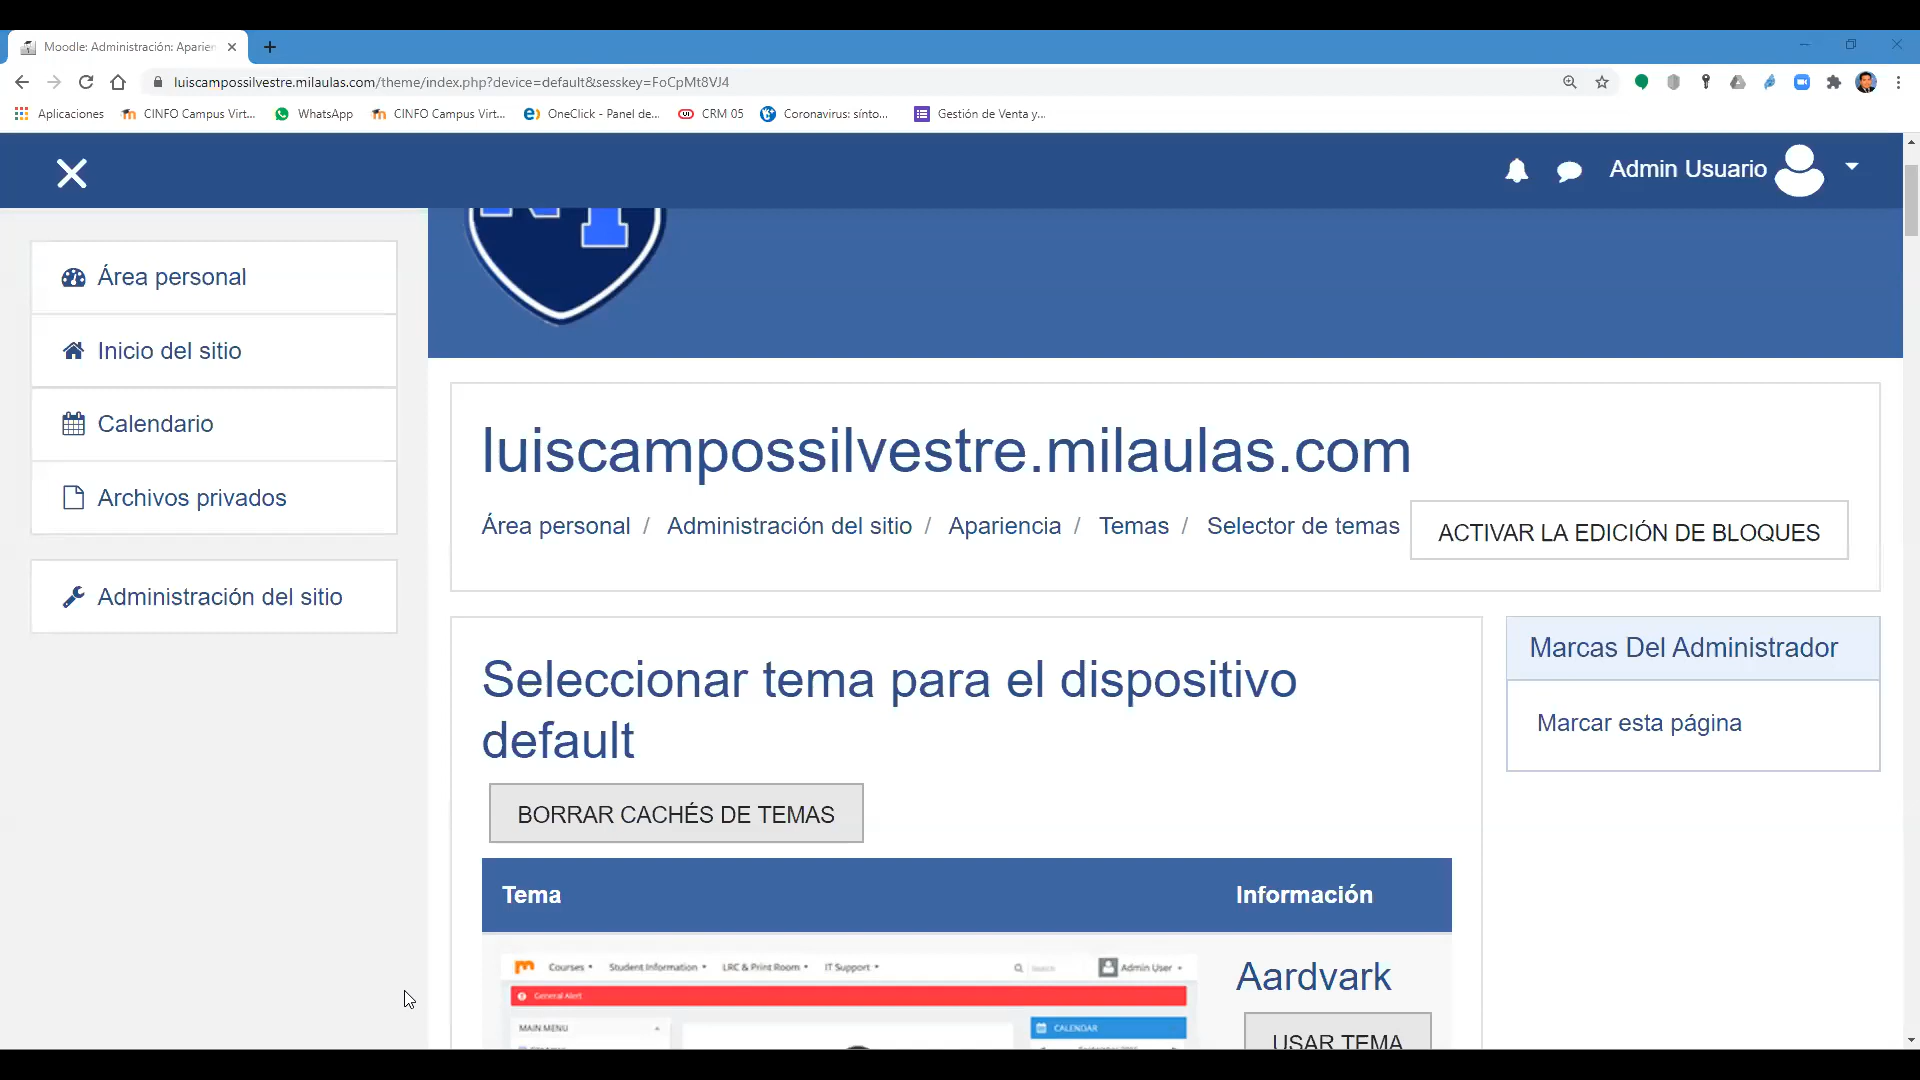 Moodle: Administración: Aparien
luiscampossilvestre.milaulas.com/theme/index.php?device=default&sesskey=FoCpMt8VJ4
Aplicaciones CINFO Campus Virt... WhatsApp CINFO Campus Virt... OneClick - Panel de... CRM 05 Coronavirus: sínto... Gestión de Venta y...
Admin Usuario
Área personal
Inicio del sitio
Calendario
Archivos privados
Administración del sitio
luiscampossilvestre.milaulas.com
Área personal / Administración del sitio / Apariencia / Temas / Selector de temas
ACTIVAR LA EDICIÓN DE BLOQUES
Seleccionar tema para el dispositivo
default
BORRAR CACHÉS DE TEMAS
Marcas Del Administrador
Marcar esta página
Tema Información
Courses Student Information LRC & Print Room IT Support Search Admin User
General Alert
MAIN MENU
CALENDAR
Aardvark
USAR TEMA